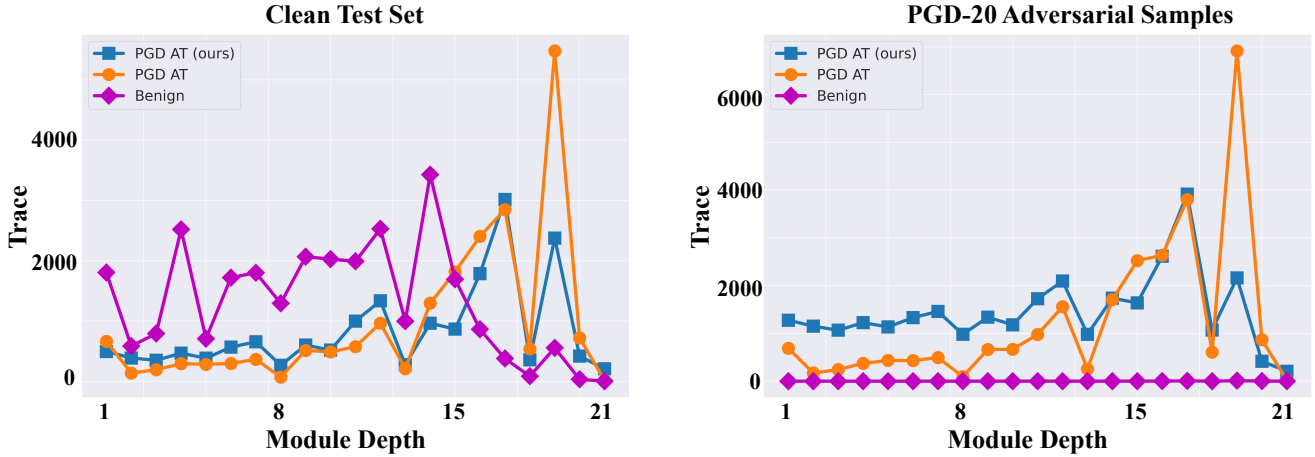 Clean Test Set
PGD AT (ours)
PGD AT
Benign
4000
2000
0
Trace
1 8 15 21
Module Depth
PGD-20 Adversarial Samples
PGD AT (ours)
PGD AT
Benign
6000
4000
2000
0
Trace
1 8 15 21
Module Depth